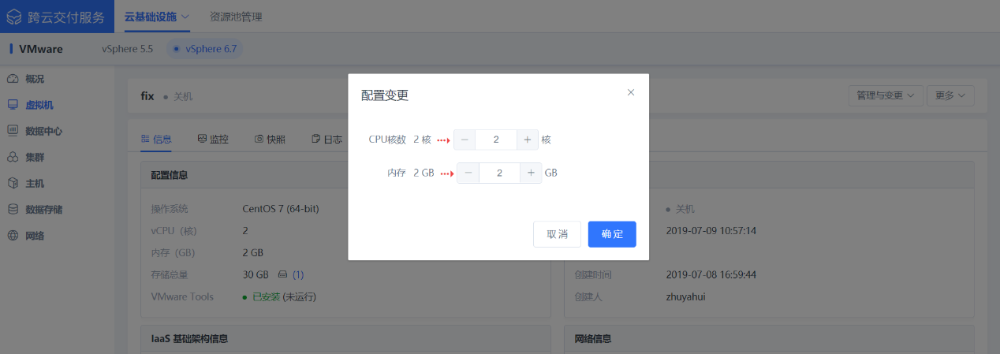 跨云交付服务 云基础设施 资源池管理
VMware vSphere 5.5 vSphere 6.7
概况
虚拟机
数据中心
集群
主机
数据存储
网络
fix 关机 管理与变更 更多
信息 监控 快照 日志
配置信息
操作系统 CentOS 7 (64-bit)
vCPU（核） 2
内存（GB） 2 GB
存储总量 30 GB (1)
VMware Tools 已安装 (未运行)
IaaS 基础架构信息
关机
2019-07-09 10:57:14
创建时间 2019-07-08 16:59:44
创建人 zhuyahui
网络信息
配置变更 ×
CPU核数 2 核 − 2 + 核
内存 2 GB − 2 + GB
取消 确定